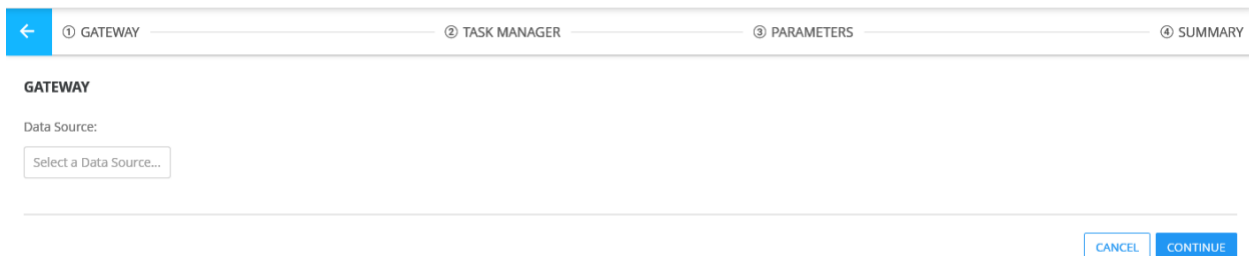 ① GATEWAY ② TASK MANAGER ③ PARAMETERS ④ SUMMARY
GATEWAY
Data Source:
Select a Data Source...
CANCEL CONTINUE